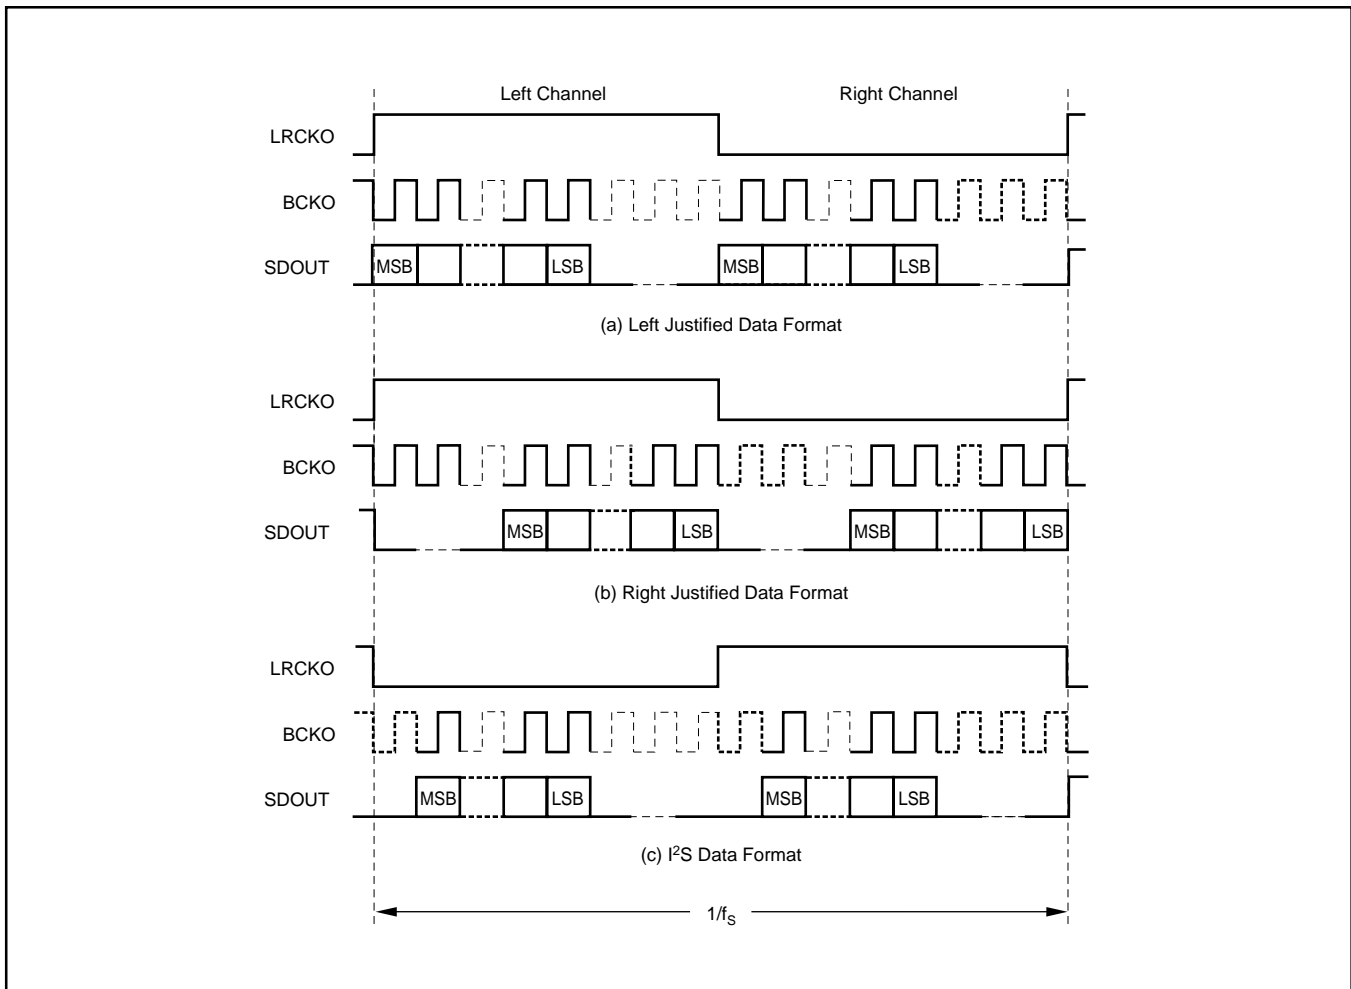 Left Channel Right Channel
LRCKO
BCKO
SDOUT MSB LSB MSB LSB
(a) Left Justified Data Format
LRCKO
BCKO
SDOUT MSB LSB MSB LSB
(b) Right Justified Data Format
LRCKO
BCKO
SDOUT MSB LSB MSB LSB
(c) I²S Data Format
1/fS